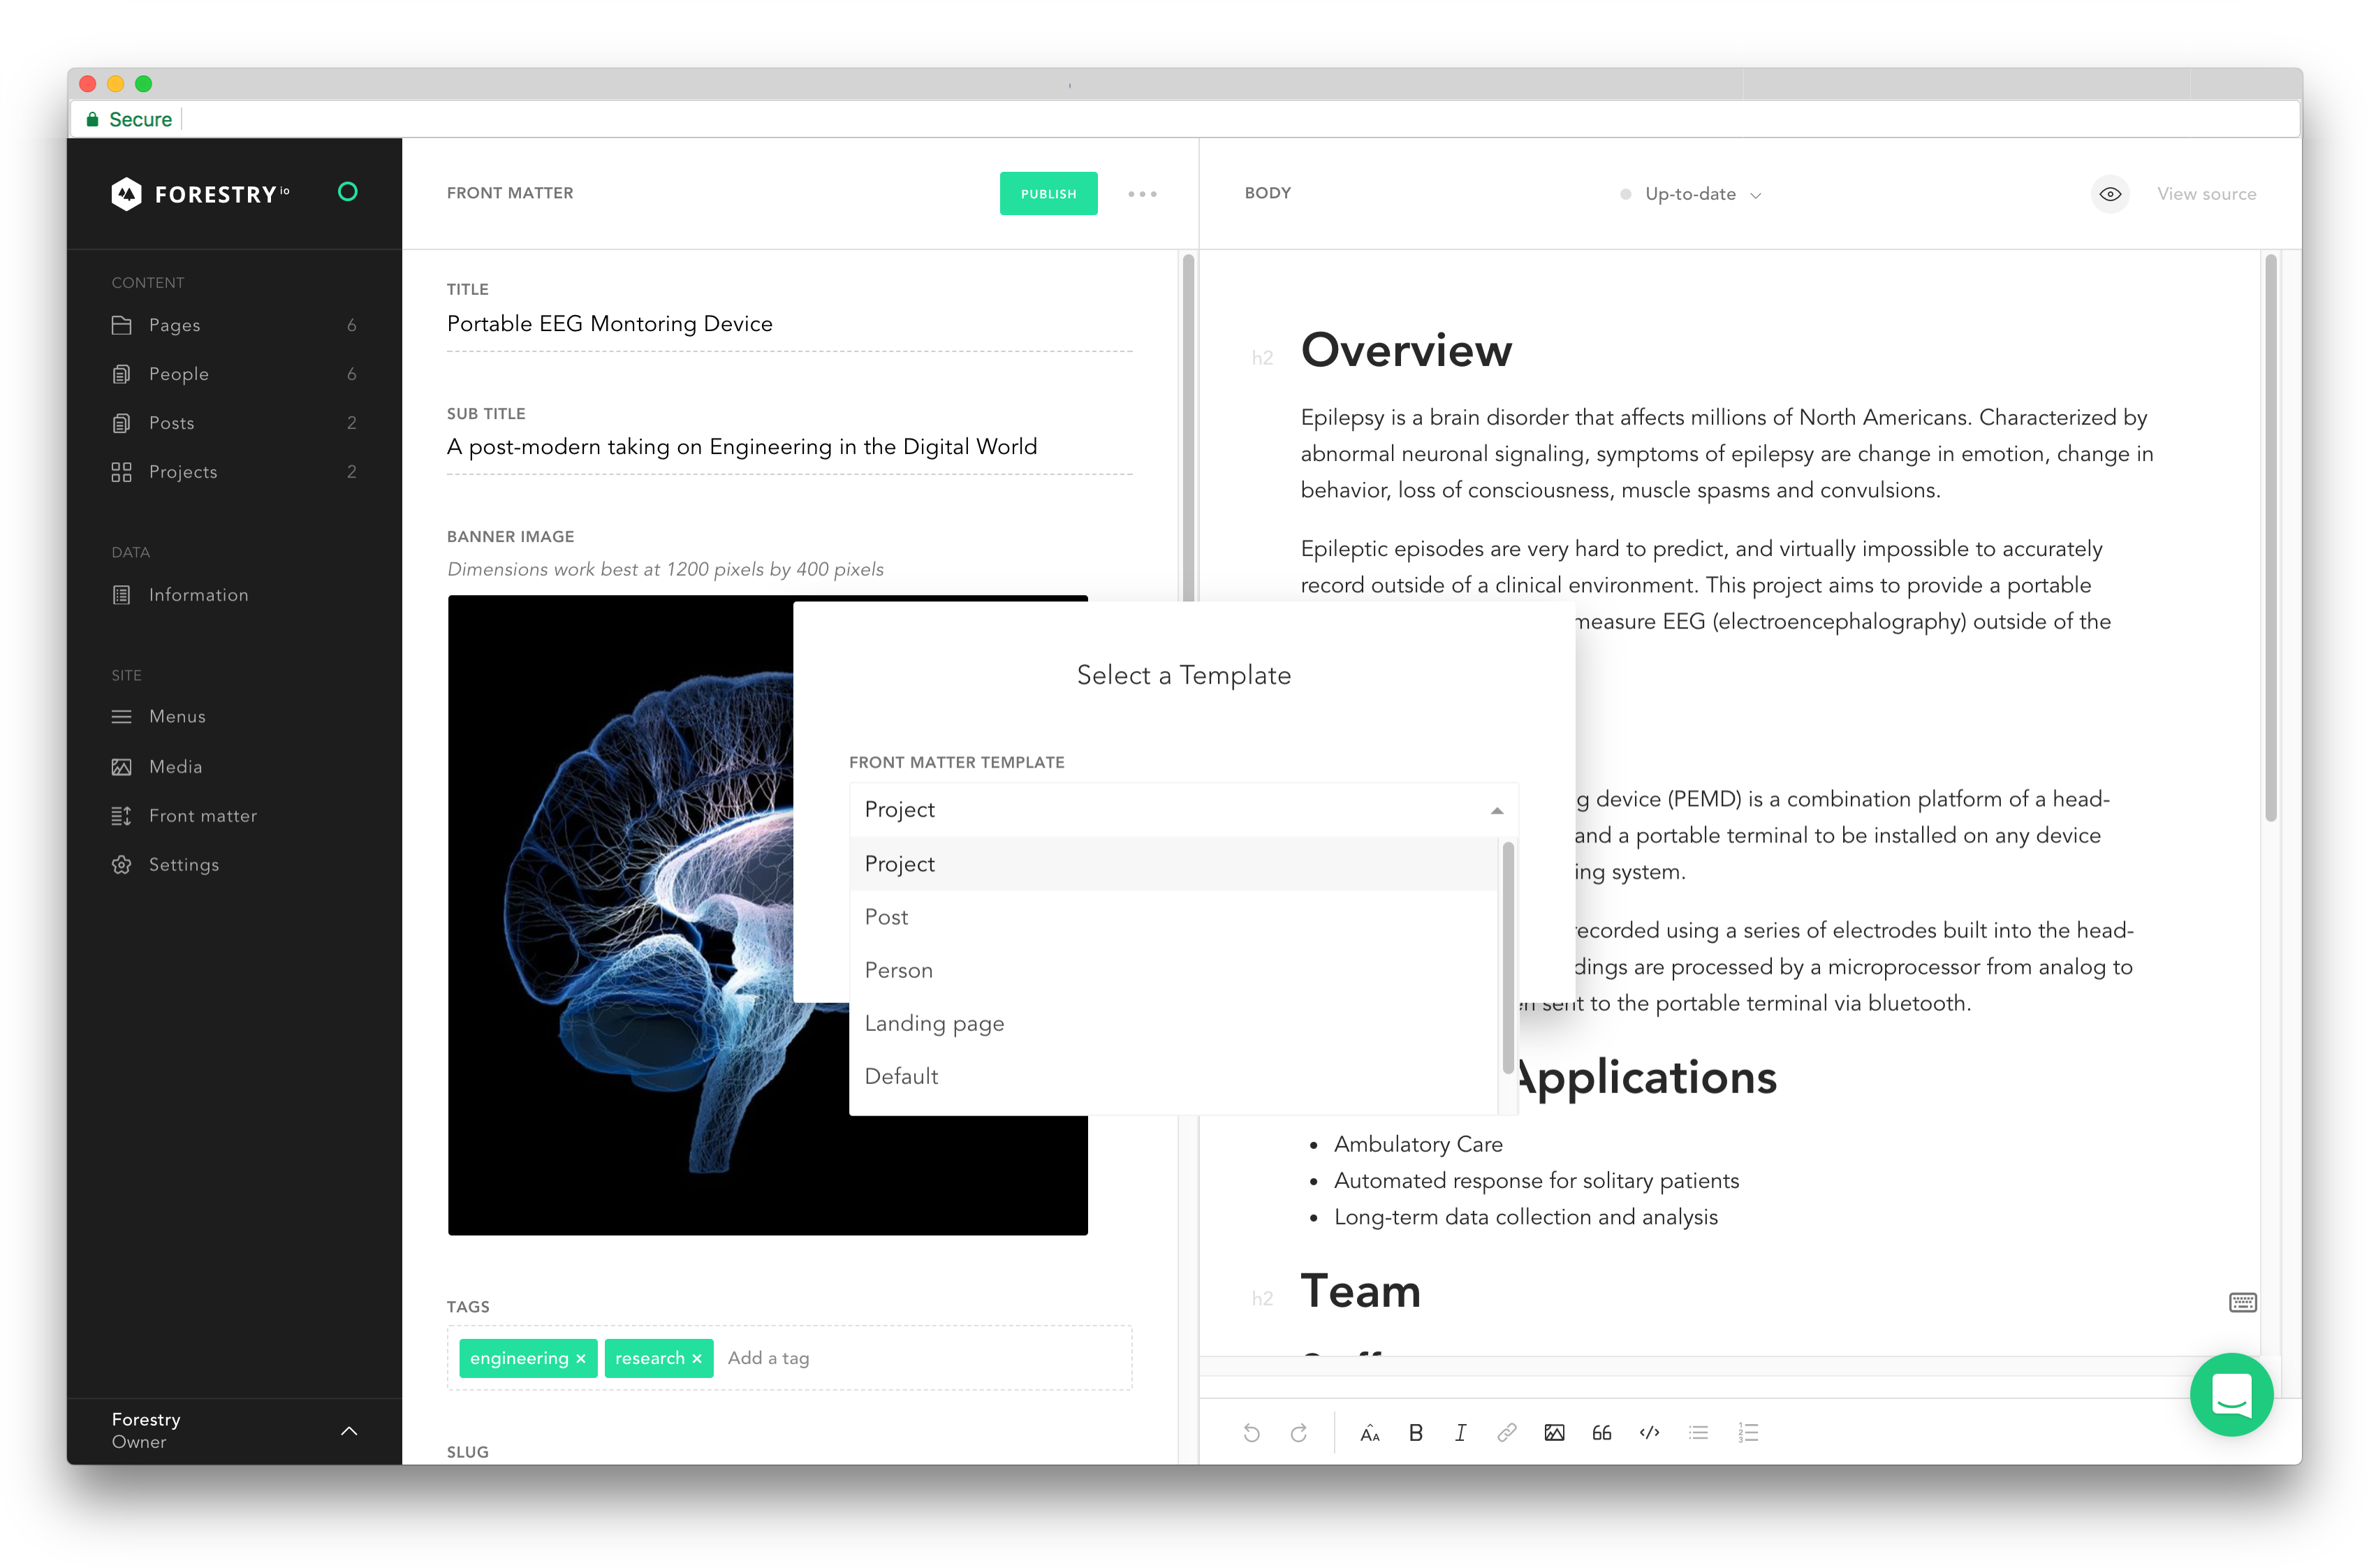 Secure
FORESTRY io
CONTENT
Pages 6
People 6
Posts 2
Projects 2
DATA
Information
SITE
Menus
Media
Front matter
Settings
Forestry
Owner
FRONT MATTER
PUBLISH
TITLE
Portable EEG Montoring Device
SUB TITLE
A post-modern taking on Engineering in the Digital World
BANNER IMAGE
Dimensions work best at 1200 pixels by 400 pixels
TAGS
engineering × research × Add a tag
SLUG
Select a Template
FRONT MATTER TEMPLATE
Project
Project
Post
Person
Landing page
Default
BODY
Up-to-date
View source
h2 Overview
Epilepsy is a brain disorder that affects millions of North Americans. Characterized by
abnormal neuronal signaling, symptoms of epilepsy are change in emotion, change in
behavior, loss of consciousness, muscle spasms and convulsions.
Epileptic episodes are very hard to predict, and virtually impossible to accurately
record outside of a clinical environment. This project aims to provide a portable
measure EEG (electroencephalography) outside of the
g device (PEMD) is a combination platform of a head-
and a portable terminal to be installed on any device
ing system.
recorded using a series of electrodes built into the head-
dings are processed by a microprocessor from analog to
sent to the portable terminal via bluetooth.
Applications
• Ambulatory Care
• Automated response for solitary patients
• Long-term data collection and analysis
h2 Team